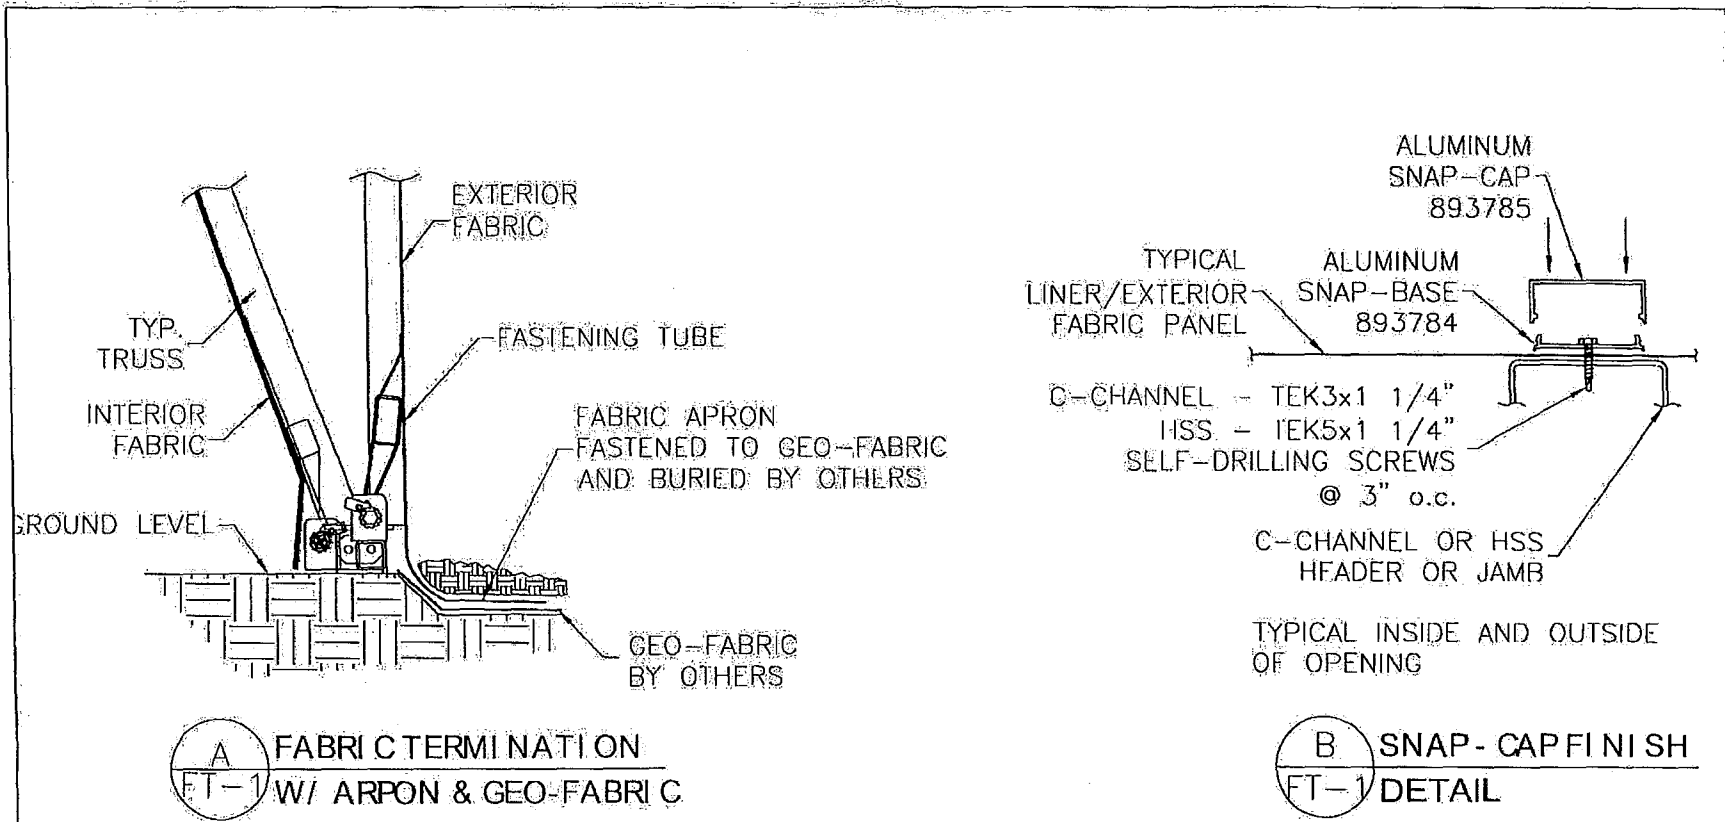 EXTERIOR
FABRIC
TYP.
TRUSS
FASTENING TUBE
INTERIOR
FABRIC
FABRIC APRON
FASTENED TO GEO-FABRIC
AND BURIED BY OTHERS
GROUND LEVEL
GEO-FABRIC
BY OTHERS
A
FT-1
FABRIC TERMINATION
W/ ARPON & GEO-FABRIC
ALUMINUM
SNAP-CAP
893785
TYPICAL
LINER/EXTERIOR
FABRIC PANEL
ALUMINUM
SNAP-BASE
893784
C-CHANNEL - TEK3x1 1/4"
HSS - TEK5x1 1/4"
SELF-DRILLING SCREWS
@ 3" o.c.
C-CHANNEL OR HSS
HEADER OR JAMB
TYPICAL INSIDE AND OUTSIDE
OF OPENING
B
FT-1
SNAP-CAP FINISH
DETAIL